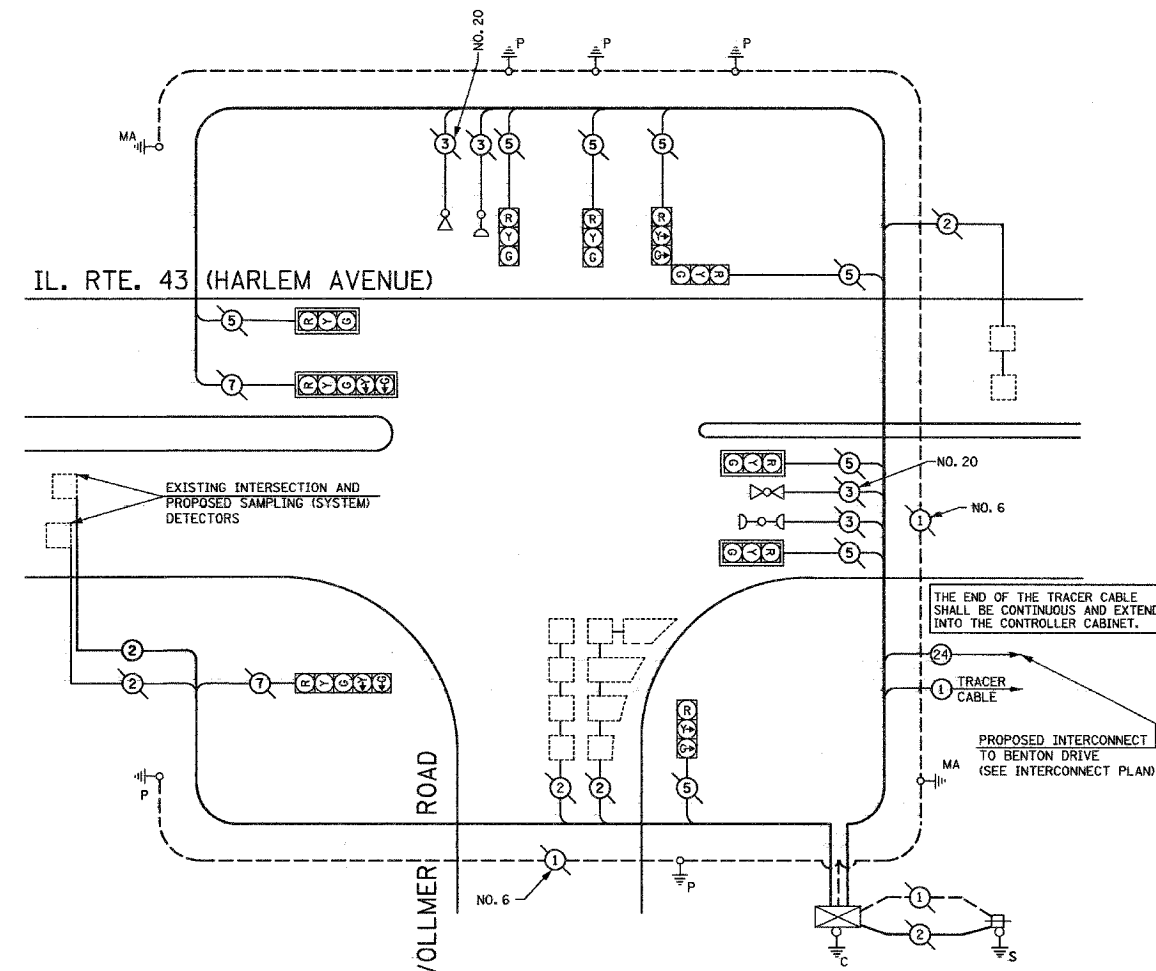 NO. 20
P
P
P
MA
3
3
5
5
5
R
Y
G
R
Y
G
R
Y
G
R Y G
5
2
IL. RTE. 43 (HARLEM AVENUE)
5
R Y G
7
R Y G Y G
EXISTING INTERSECTION AND
PROPOSED SAMPLING (SYSTEM)
DETECTORS
R Y G
5
NO. 20
3
3
R Y G
5
1
NO. 6
THE END OF THE TRACER CABLE
SHALL BE CONTINUOUS AND EXTEND
INTO THE CONTROLLER CABINET.
2
2
7
R Y G Y G
24
1
TRACER
CABLE
R
Y
G
PROPOSED INTERCONNECT
TO BENTON DRIVE
(SEE INTERCONNECT PLAN)
MA
P
2
2
5
VOLLMER ROAD
1
NO. 6
P
1
2
C
S